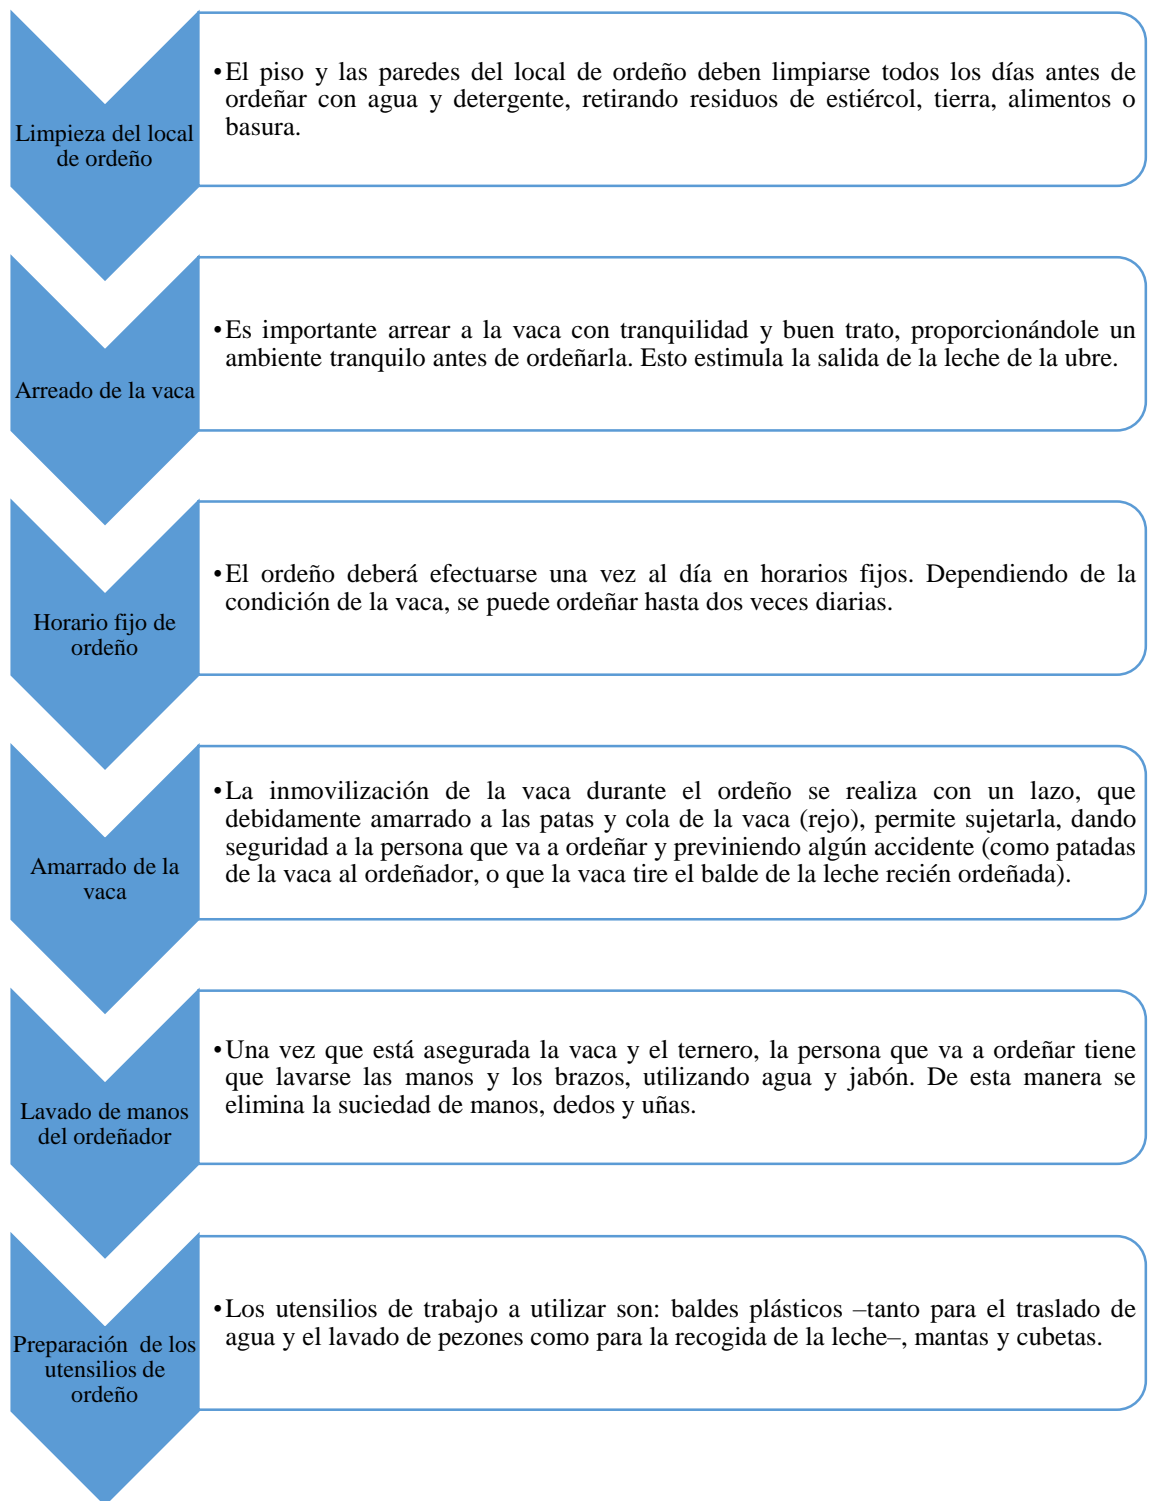 Limpieza del local
de ordeño
•El piso y las paredes del local de ordeño deben limpiarse todos los días antes de
ordeñar con agua y detergente, retirando residuos de estiércol, tierra, alimentos o
basura.
Arreado de la vaca
•Es importante arrear a la vaca con tranquilidad y buen trato, proporcionándole un
ambiente tranquilo antes de ordeñarla. Esto estimula la salida de la leche de la ubre.
Horario fijo de
ordeño
•El ordeño deberá efectuarse una vez al día en horarios fijos. Dependiendo de la
condición de la vaca, se puede ordeñar hasta dos veces diarias.
Amarrado de la
vaca
•La inmovilización de la vaca durante el ordeño se realiza con un lazo, que
debidamente amarrado a las patas y cola de la vaca (rejo), permite sujetarla, dando
seguridad a la persona que va a ordeñar y previniendo algún accidente (como patadas
de la vaca al ordeñador, o que la vaca tire el balde de la leche recién ordeñada).
Lavado de manos
del ordeñador
•Una vez que está asegurada la vaca y el ternero, la persona que va a ordeñar tiene
que lavarse las manos y los brazos, utilizando agua y jabón. De esta manera se
elimina la suciedad de manos, dedos y uñas.
Preparación de los
utensilios de
ordeño
•Los utensilios de trabajo a utilizar son: baldes plásticos –tanto para el traslado de
agua y el lavado de pezones como para la recogida de la leche–, mantas y cubetas.